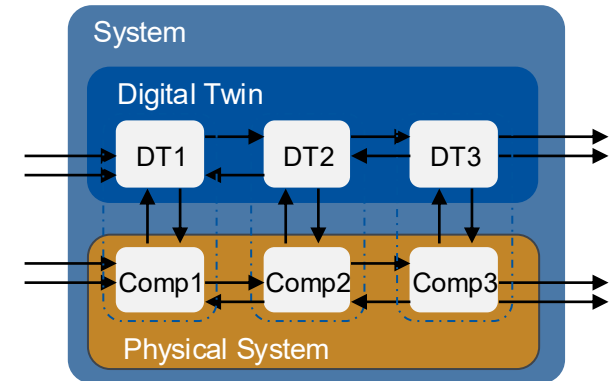 System
Digital Twin
DT1 DT2 DT3
Comp1 Comp2 Comp3
Physical System